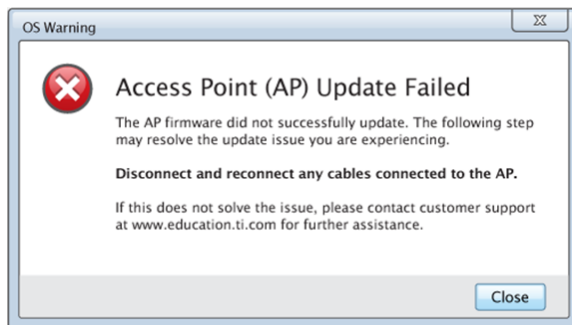 OS Warning
Access Point (AP) Update Failed
The AP firmware did not successfully update. The following step
may resolve the update issue you are experiencing.
Disconnect and reconnect any cables connected to the AP.
If this does not solve the issue, please contact customer support
at www.education.ti.com for further assistance.
Close